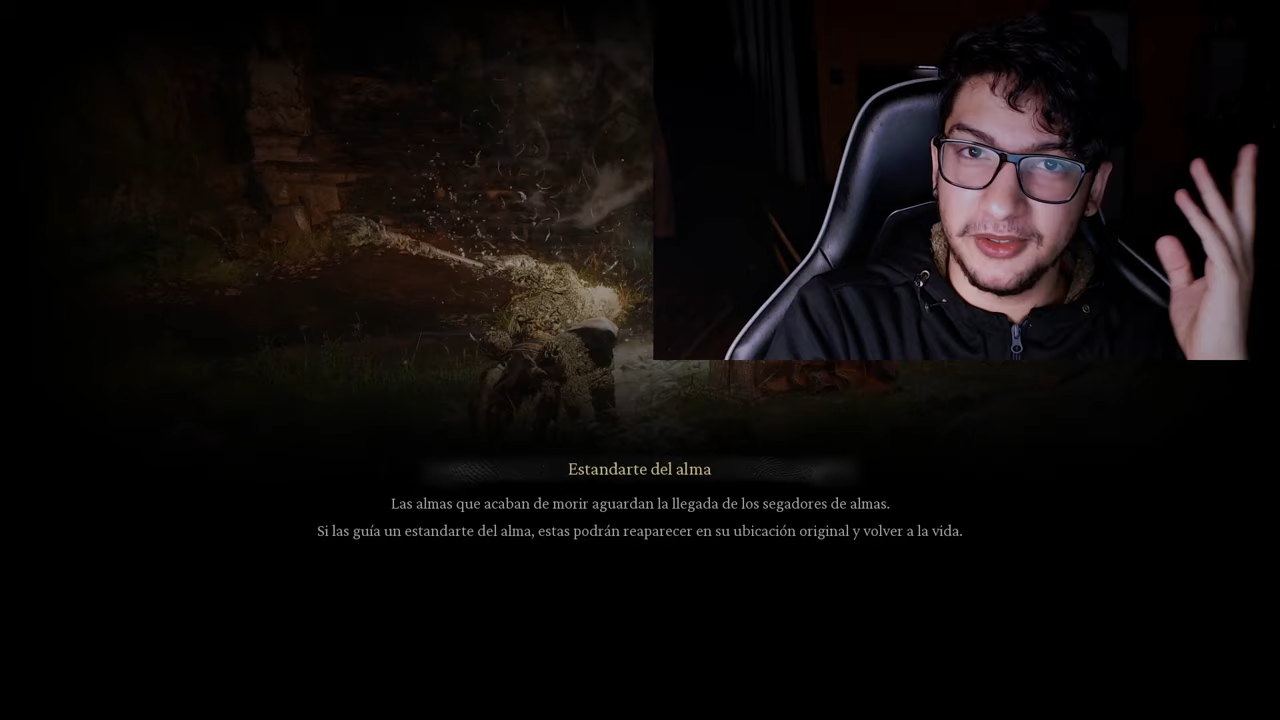 Estandarte del alma
Las almas que acaban de morir aguardan la llegada de los segadores de almas.
Si las guía un estandarte del alma, estas podrán reaparecer en su ubicación original y volver a la vida.